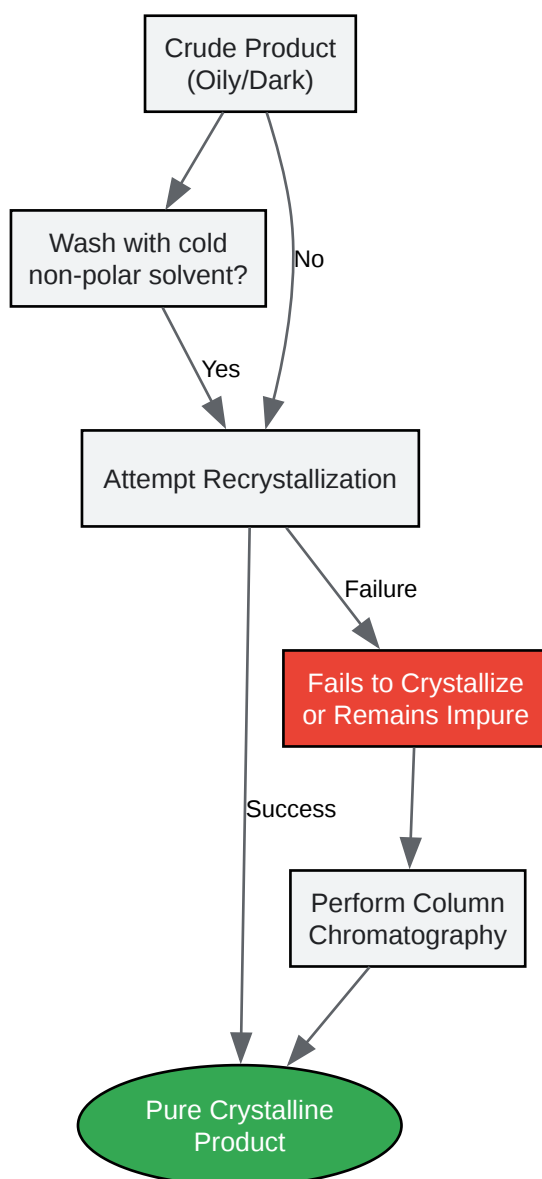 Crude Product
(Oily/Dark)
Wash with cold
non-polar solvent?
No
Yes
Attempt Recrystallization
Failure
Fails to Crystallize
or Remains Impure
Success
Perform Column
Chromatography
Pure Crystalline
Product